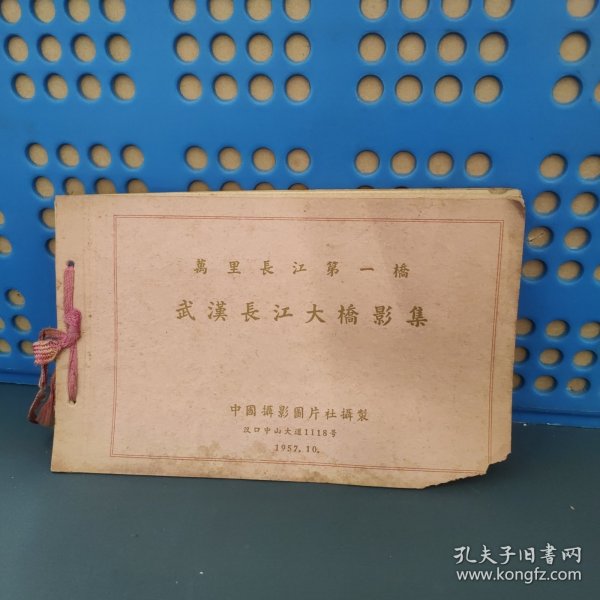 萬里長江第一橋
武漢長江大橋影集
中國攝影圖片社攝製
汉口中山大道1118号
1957.10.
孔夫子旧书网
www.kongfz.com